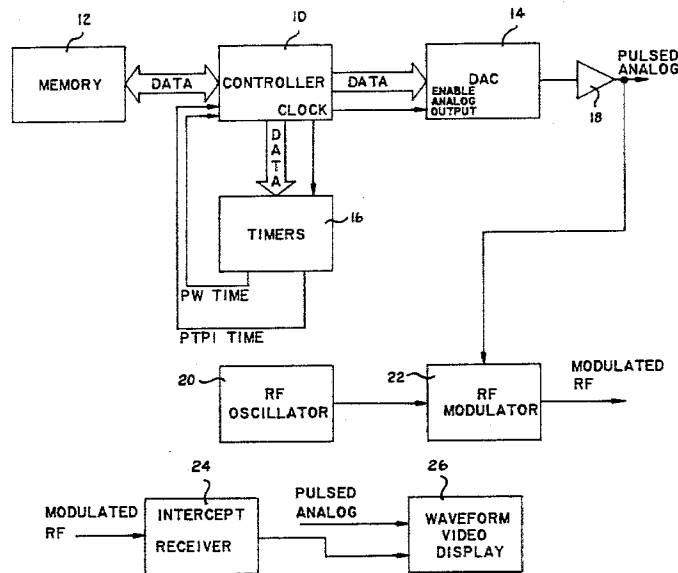 12
10
14
MEMORY
DATA
CONTROLLER
CLOCK
DATA
DAC
ENABLE
ANALOG
OUTPUT
PULSED
ANALOG
18
DATA
16
TIMERS
PW TIME
PTPI TIME
20
RF
OSCILLATOR
22
RF
MODULATOR
MODULATED
RF
24
MODULATED
RF
INTERCEPT
RECEIVER
PULSED
ANALOG
26
WAVEFORM
VIDEO
DISPLAY